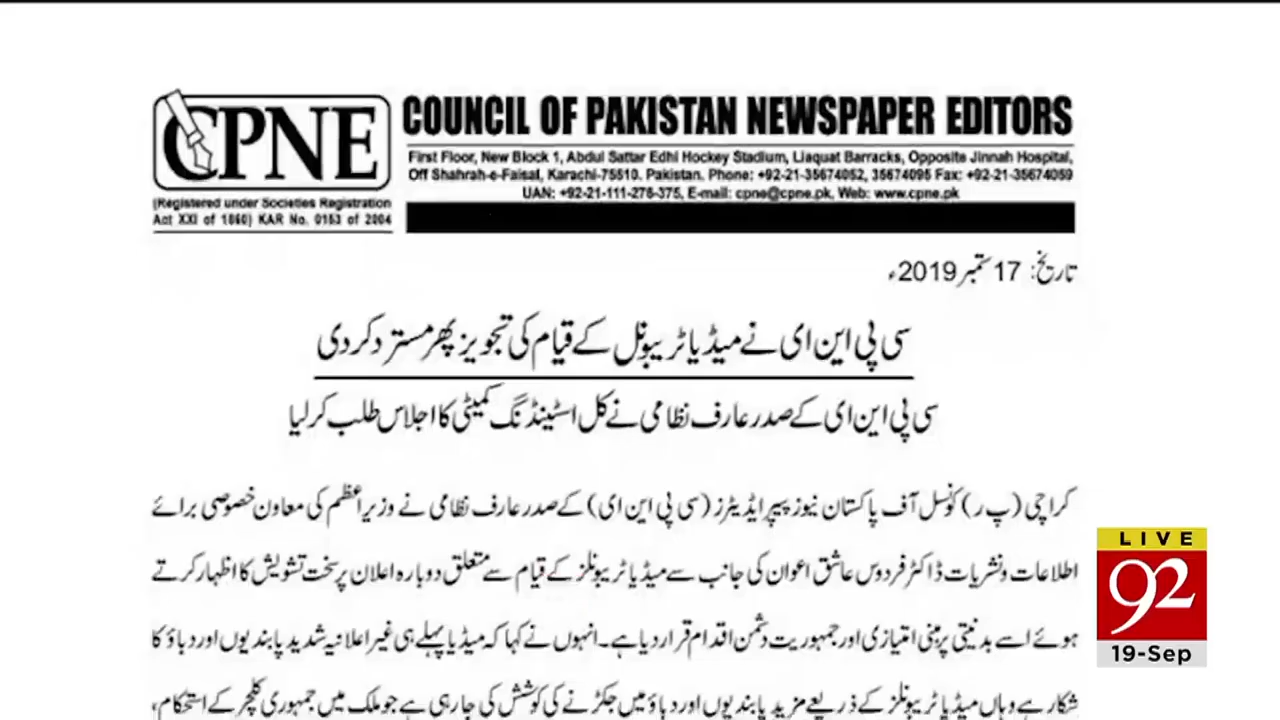 CPNE
COUNCIL OF PAKISTAN NEWSPAPER EDITORS
First Floor, New Block 1, Abdul Sattar Edhi Hockey Stadium, Liaquat Barracks, Opposite Jinnah Hospital,
Off Shahrah-e-Faisal, Karachi-75510. Pakistan. Phone: +92-21-35674052, 35674095 Fax: +92-21-35674059
UAN: +92-21-111-276-375, E-mail: cpne@cpne.pk, Web: www.cpne.pk
(Registered under Societies Registration
Act XXI of 1860) KAR No. 0153 of 2004
تاریخ: 17 ستمبر 2019ء
سی پی این ای نے میڈیا ٹریبونل کے قیام کی تجویز پھر مسترد کر دی
سی پی این ای کے صدر عارف نظامی نے کل اسٹینڈنگ کمیٹی کا اجلاس طلب کر لیا
کراچی (پ ر) کونسل آف پاکستان نیوز پیپر ایڈیٹرز (سی پی این ای) کے صدر عارف نظامی نے وزیر اعظم کی معاون خصوصی برائے
اطلاعات و نشریات ڈاکٹر فردوس عاشق اعوان کی جانب سے میڈیا ٹریبونلز کے قیام سے متعلق دوبارہ اعلان پر سخت تشویش کا اظہار کرتے
ہوئے اسے بدنیتی پر مبنی امتیازی اور جمہوریت دشمن اقدام قرار دیا ہے۔ انہوں نے کہا کہ میڈیا پہلے ہی غیر اعلانیہ شدید پابندیوں اور دباؤ کا
شکار ہے وہاں میڈیا ٹریبونلز کے ذریعے مزید پابندیوں اور دباؤ میں جکڑنے کی کوشش کی جا رہی ہے جو ملک میں جمہوری کلچر کے استحکام،
LIVE
92
19-Sep